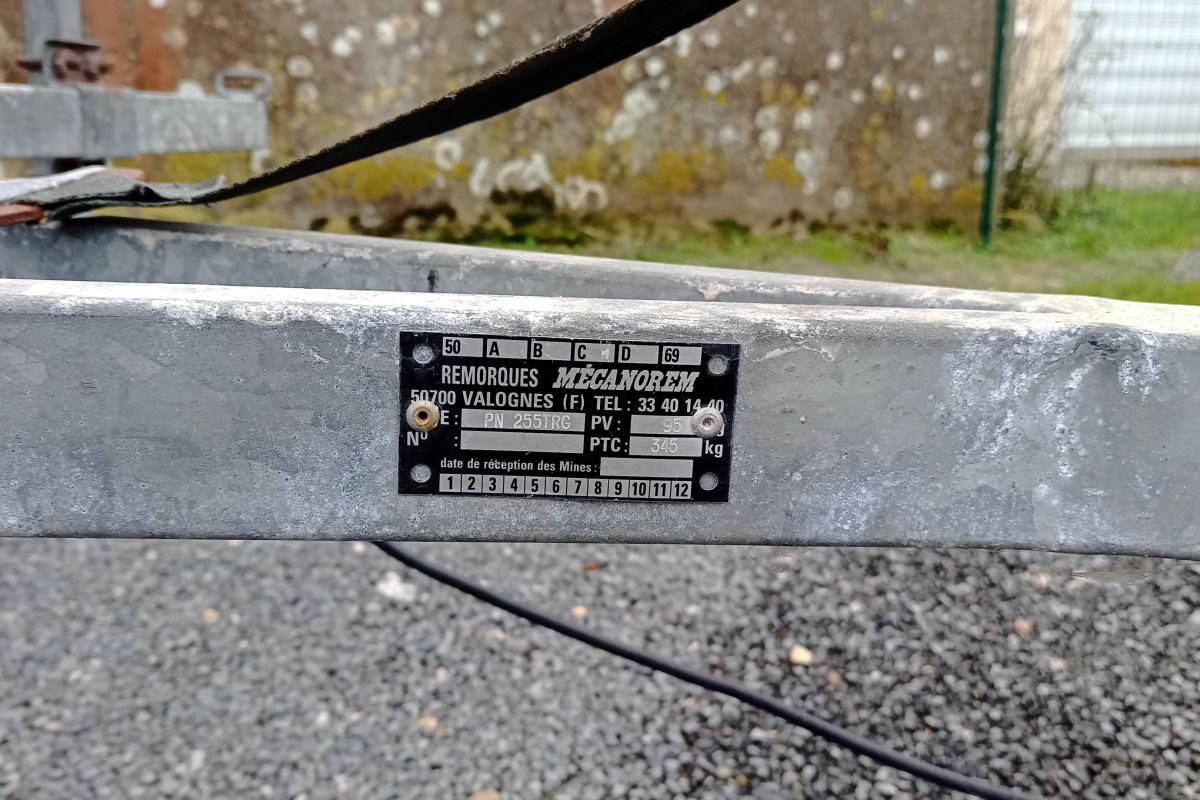 50 A B C D 69
REMORQUES MÉCANOREM
50700 VALOGNES (F) TEL : 33 40 14 40
E : PN 255TRG PV : 95 g
N° : PTC : 345 kg
date de réception des Mines :
1 2 3 4 5 6 7 8 9 10 11 12